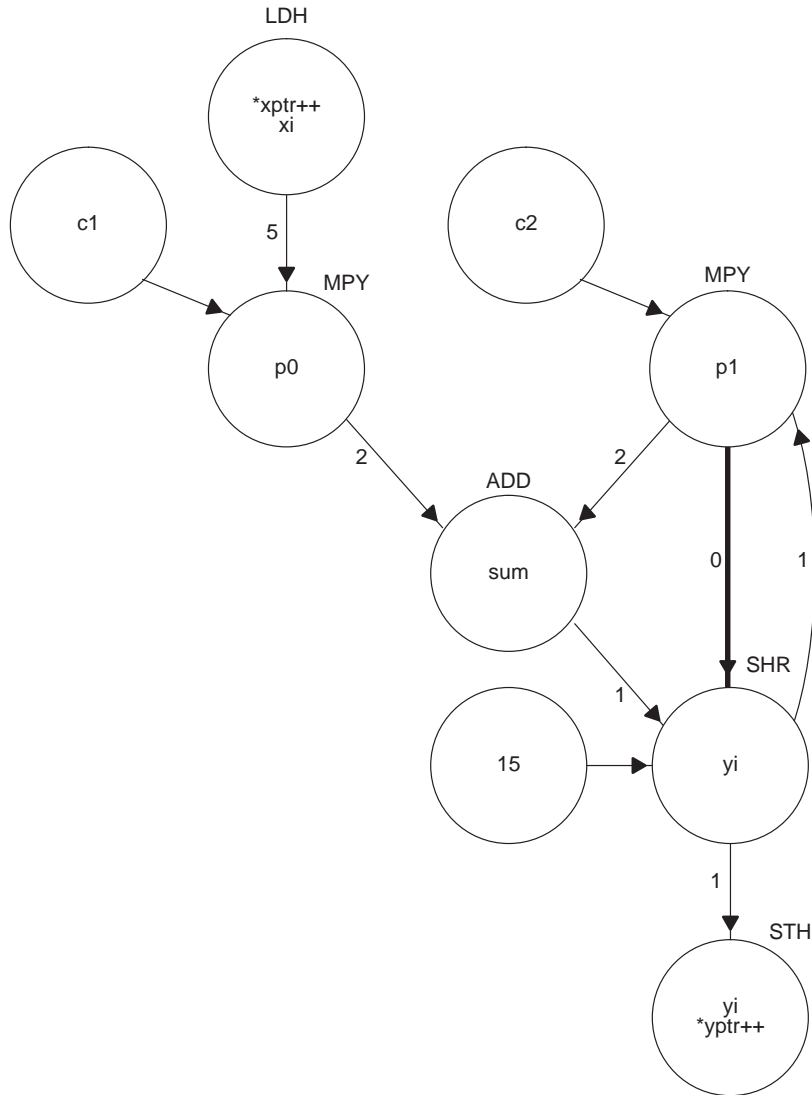 LDH
*xptr++
xi
c1
c2
5
MPY
MPY
p0
p1
2
2
ADD
sum
0
1
SHR
1
15
yi
1
STH
yi
*yptr++